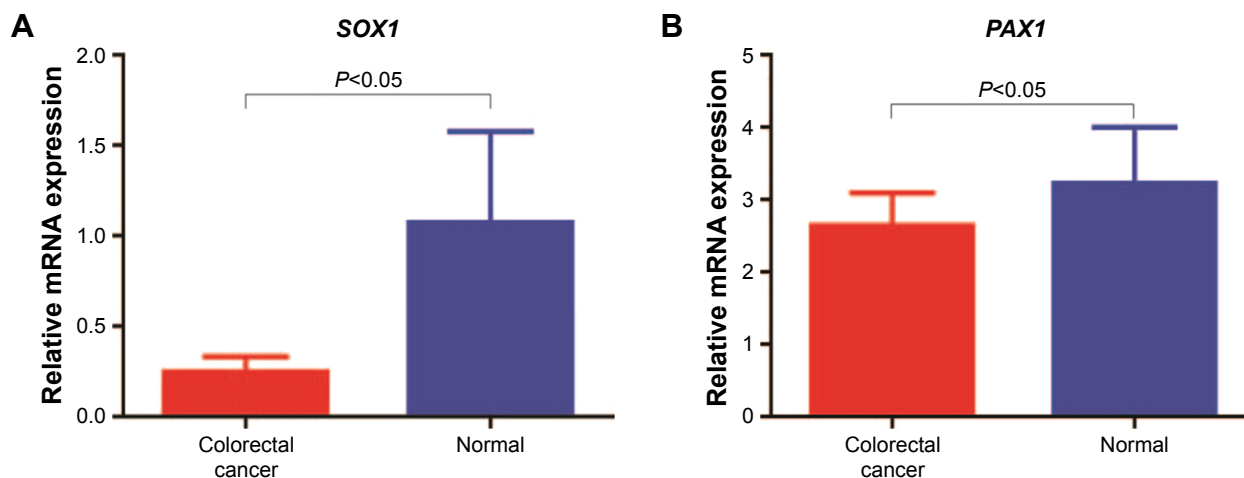 A
SOX1
Relative mRNA expression
2.0
1.5
1.0
0.5
0.0
P<0.05
Colorectal
cancer
Normal
B
PAX1
Relative mRNA expression
5
4
3
2
1
0
P<0.05
Colorectal
cancer
Normal